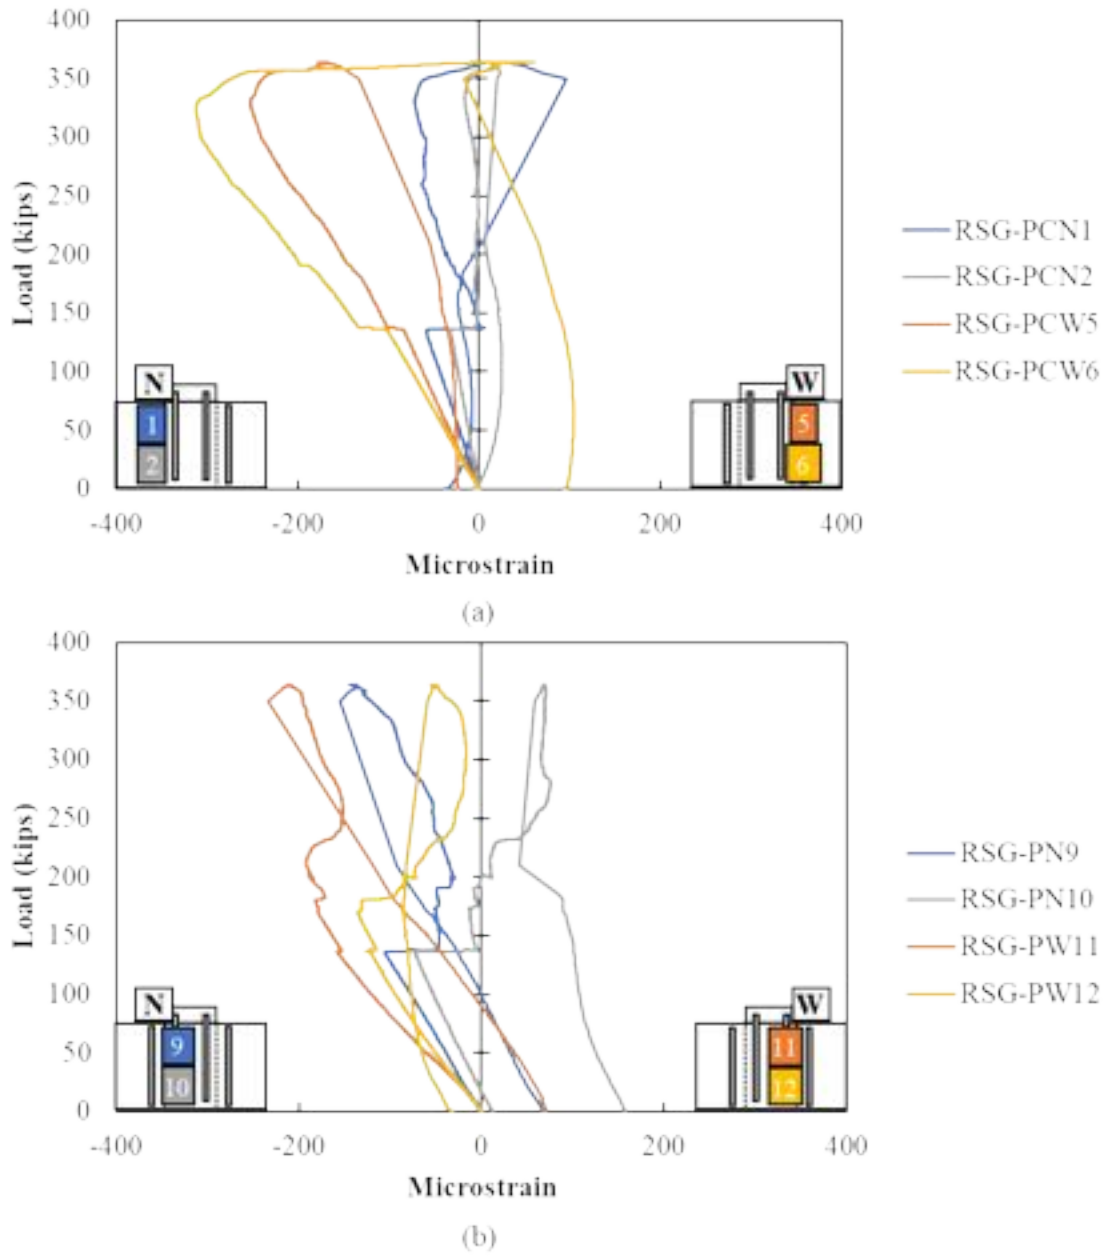 400
350
300
250
200
150
100
50
0
Load (kips)
N
1
2
W
5
6
-400 -200 0 200 400
Microstrain
RSG-PCN1
RSG-PCN2
RSG-PCW5
RSG-PCW6
(a)
400
350
300
250
200
150
100
50
0
Load (kips)
N
9
10
W
11
12
-400 -200 0 200 400
Microstrain
RSG-PN9
RSG-PN10
RSG-PW11
RSG-PW12
(b)